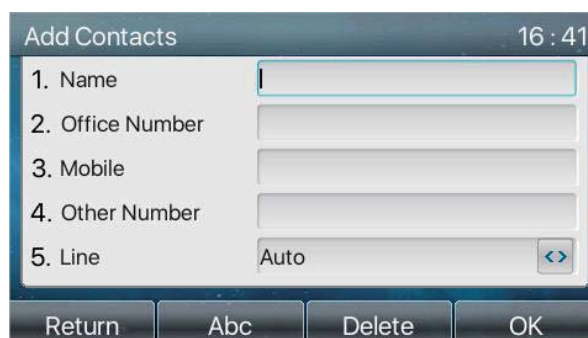 Add Contacts 16 : 41
1. Name
2. Office Number
3. Mobile
4. Other Number
5. Line Auto <>
Return Abc Delete OK